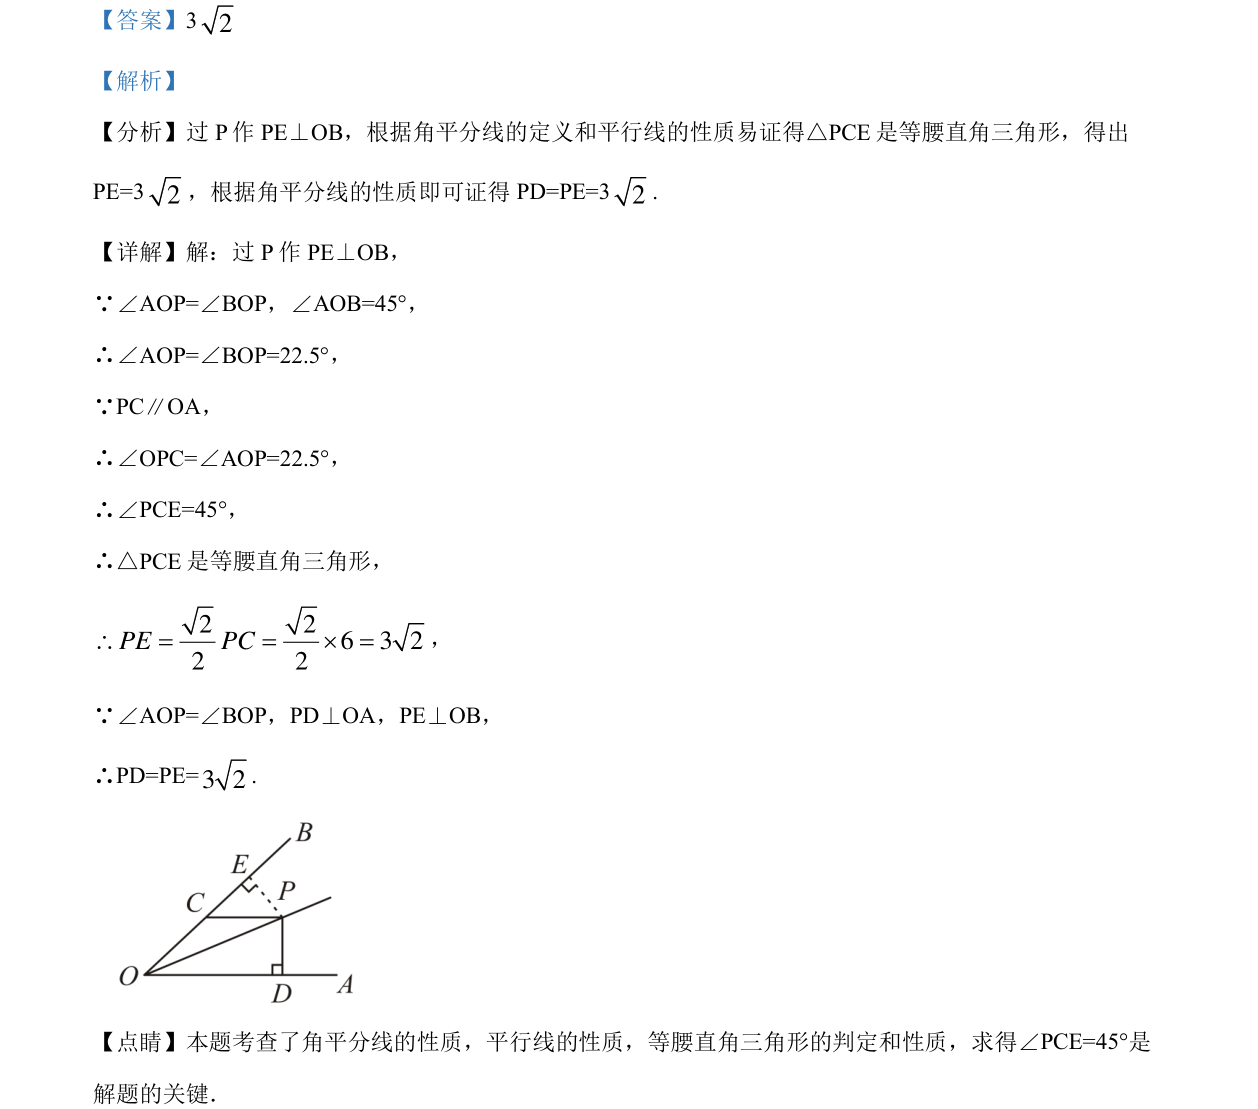 【答案】3√2
【解析】
【分析】过 P 作 PE⊥OB，根据角平分线的定义和平行线的性质易证得△PCE 是等腰直角三角形，得出
PE=3√2，根据角平分线的性质即可证得 PD=PE=3√2．
【详解】解：过 P 作 PE⊥OB，
∵∠AOP=∠BOP，∠AOB=45°，
∴∠AOP=∠BOP=22.5°，
∵PC∥OA，
∴∠OPC=∠AOP=22.5°，
∴∠PCE=45°，
∴△PCE 是等腰直角三角形，
∴PE=√2/2 PC=√2/2×6=3√2，
∵∠AOP=∠BOP，PD⊥OA，PE⊥OB，
∴PD=PE=3√2．
B
E
P
C
O
D
A
【点睛】本题考查了角平分线的性质，平行线的性质，等腰直角三角形的判定和性质，求得∠PCE=45°是
解题的关键．